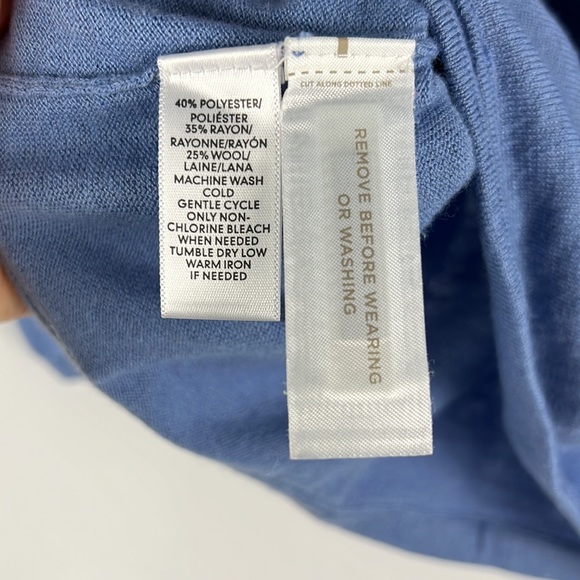 40% POLYESTER/
POLIÉSTER
35% RAYON/
RAYONNE/RAYÓN
25% WOOL/
LAINE/LANA
MACHINE WASH
COLD
GENTLE CYCLE
ONLY NON-
CHLORINE BLEACH
WHEN NEEDED
TUMBLE DRY LOW
WARM IRON
IF NEEDED
CUT ALONG DOTTED LINE
REMOVE BEFORE WEARING
OR WASHING